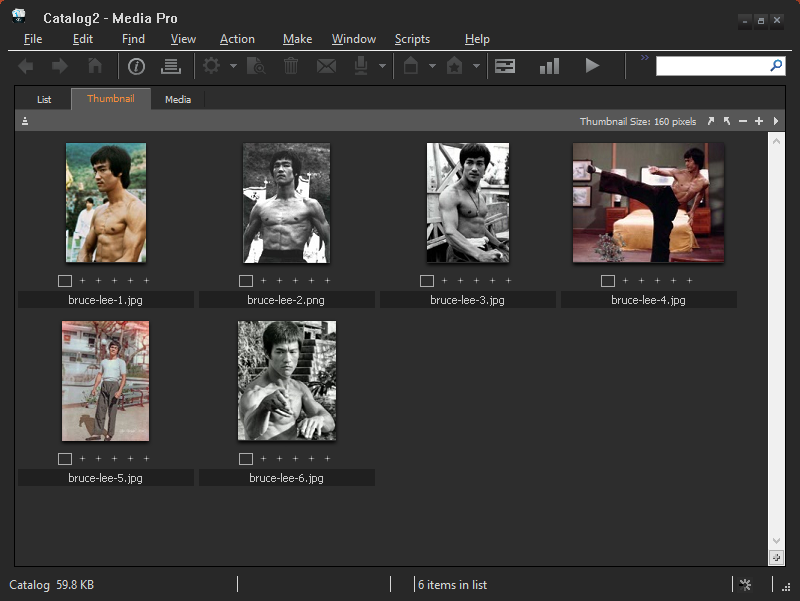 Catalog2 - Media Pro
File Edit Find View Action Make Window Scripts Help
List Thumbnail Media
Thumbnail Size: 160 pixels
bruce-lee-1.jpg bruce-lee-2.png bruce-lee-3.jpg bruce-lee-4.jpg
bruce-lee-5.jpg bruce-lee-6.jpg
Catalog 59.8 KB 6 items in list